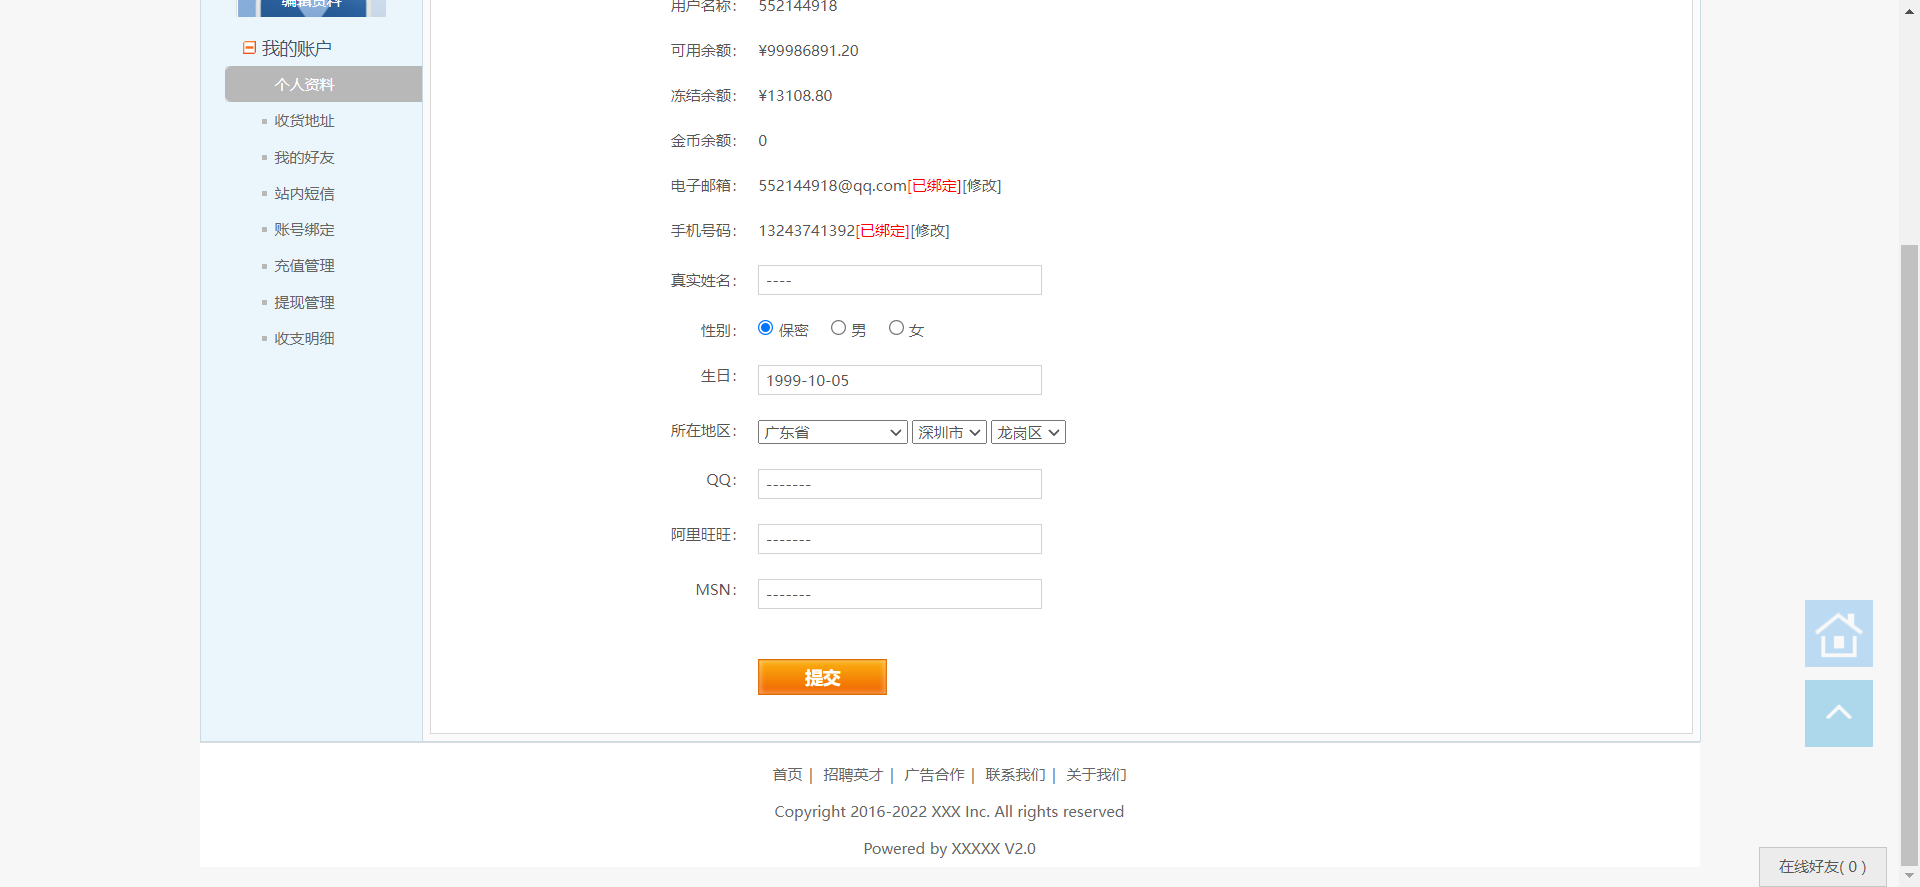 编辑资料
我的账户
个人资料
收货地址
我的好友
站内短信
账号绑定
充值管理
提现管理
收支明细
用户名称： 552144918
可用余额： ¥99986891.20
冻结余额： ¥13108.80
金币余额： 0
电子邮箱： 552144918@qq.com[已绑定][修改]
手机号码： 13243741392[已绑定][修改]
真实姓名： ----
性别： 保密 男 女
生日： 1999-10-05
所在地区： 广东省 深圳市 龙岗区
QQ： -------
阿里旺旺： -------
MSN： -------
提交
首页 | 招聘英才 | 广告合作 | 联系我们 | 关于我们
Copyright 2016-2022 XXX Inc. All rights reserved
Powered by XXXXX V2.0
在线好友( 0 )